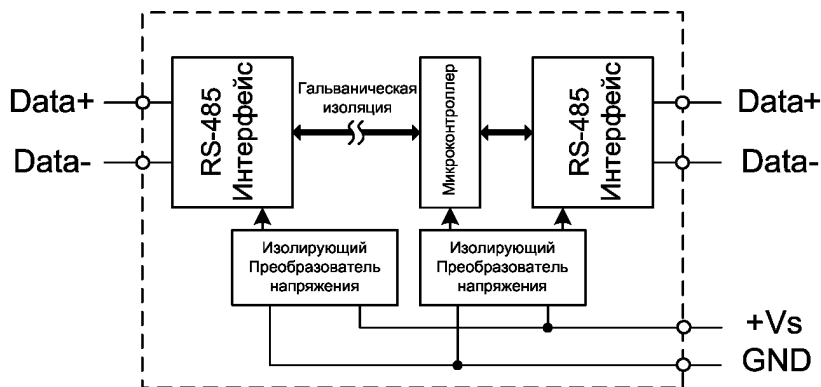 Data+
Data-
RS-485
Интерфейс
Гальваническая
изоляция
Микроконтроллер
RS-485
Интерфейс
Data+
Data-
Изолирующий
Преобразователь
напряжения
Изолирующий
Преобразователь
напряжения
+Vs
GND